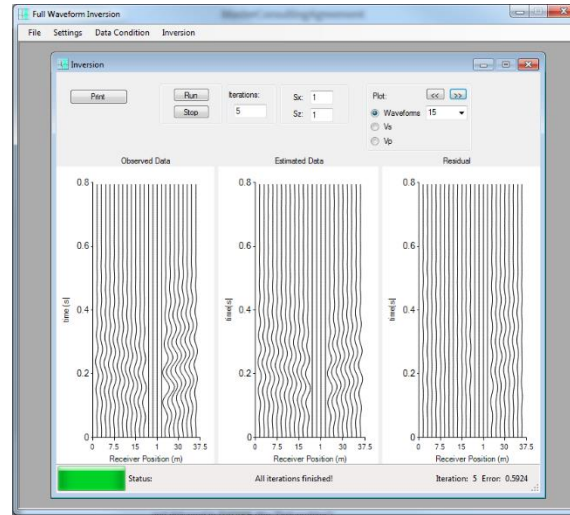 Full Waveform Inversion
File Settings Data Condition Inversion
Inversion
Print
Run
Stop
Iterations:
5
Sx: 1
Sz: 1
Plot: << >>
Waveforms 15
Vs
Vp
Observed Data
Estimated Data
Residual
0.8
0.6
0.4
0.2
0
time [s]
0 7.5 15 1 30 37.5
Receiver Position (m)
0.8
0.6
0.4
0.2
0
time[s]
0 7.5 15 1 30 37.5
Receiver Position (m)
0.8
0.6
0.4
0.2
0
time [s]
0 7.5 15 1 30 37.5
Receiver Position (m)
Status: All iterations finished! Iteration: 5 Error: 0.5924